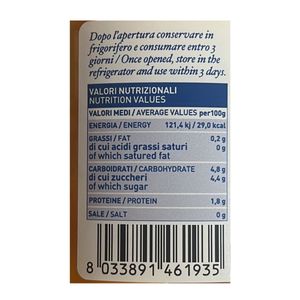 Dopo l'apertura conservare in
frigorifero e consumare entro 3
giorni / Once opened, store in the
refrigerator and use within 3 days.
VALORI NUTRIZIONALI
NUTRITION VALUES
VALORI MEDI / AVERAGE VALUES per100g
ENERGIA / ENERGY 121,4 kj / 29,0 kcal
GRASSI / FAT 0,2 g
di cui acidi grassi saturi 0 g
of which satured fat
CARBOIDRATI / CARBOHYDRATE 4,8 g
di cui zuccheri 4,4 g
of which sugar
PROTEINE / PROTEIN 1,8 g
SALE / SALT 0 g
8 033891 461935